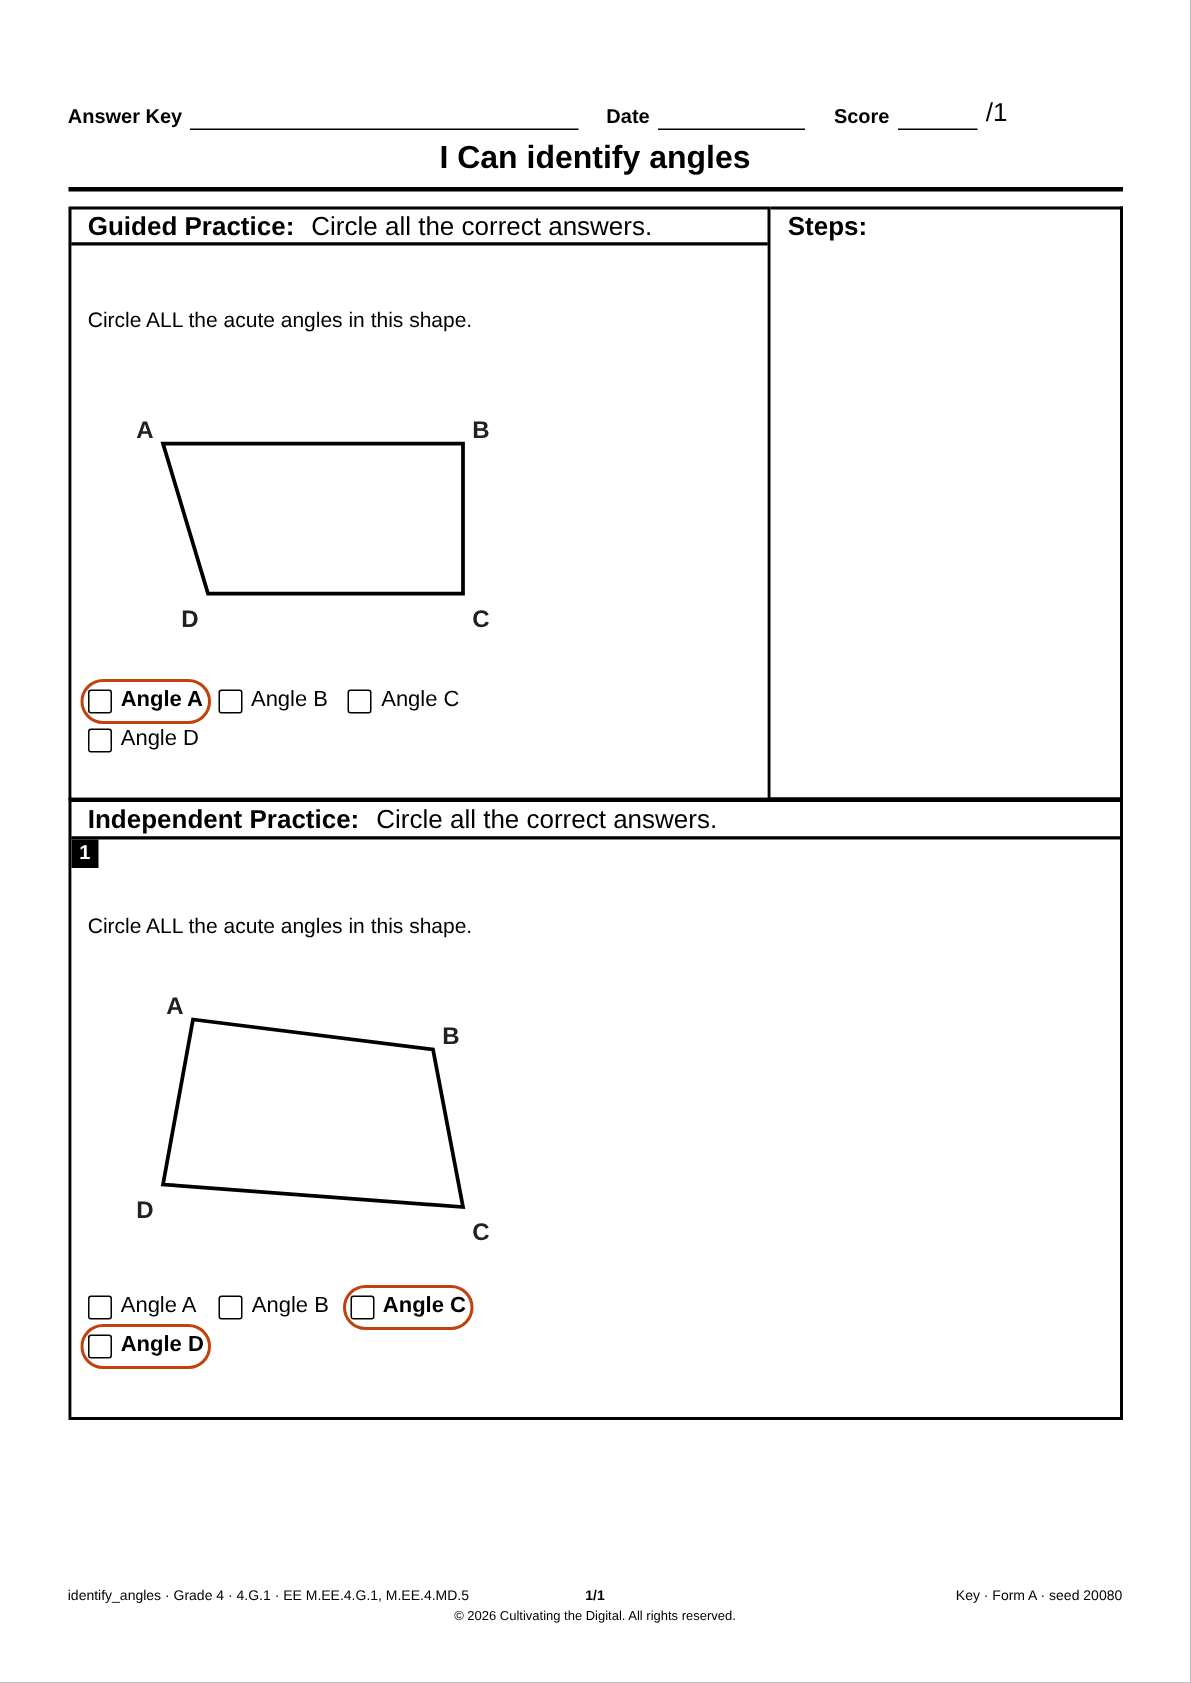 Answer Key Date Score /1
I Can identify angles
Guided Practice: Circle all the correct answers.
Steps:
Circle ALL the acute angles in this shape.
A B
D C
Angle A Angle B Angle C
Angle D
Independent Practice: Circle all the correct answers.
1
Circle ALL the acute angles in this shape.
A
B
D
C
Angle A Angle B Angle C
Angle D
identify_angles · Grade 4 · 4.G.1 · EE M.EE.4.G.1, M.EE.4.MD.5 1/1 Key · Form A · seed 20080
© 2026 Cultivating the Digital. All rights reserved.